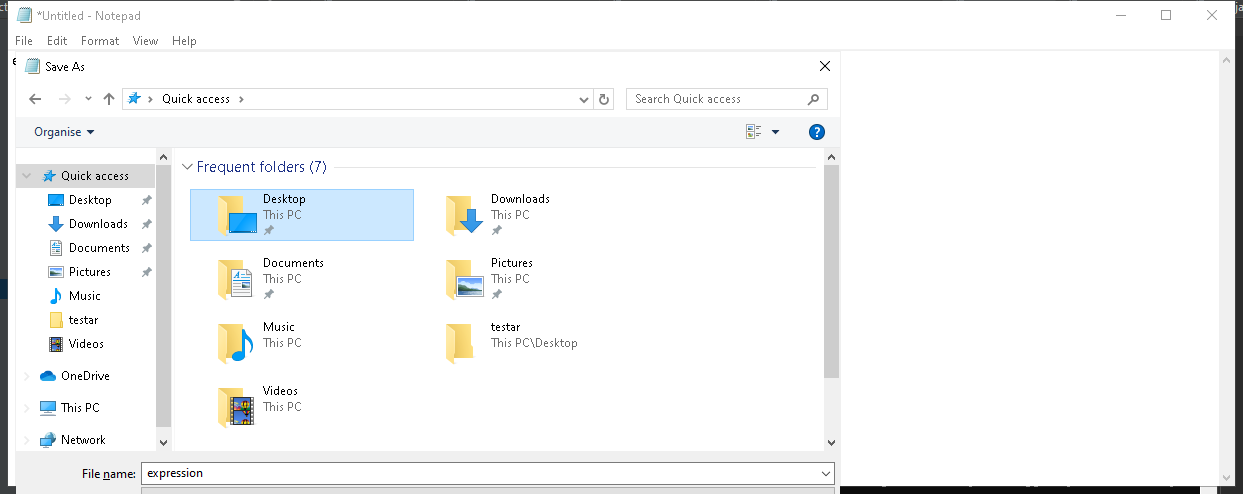 *Untitled - Notepad
File Edit Format View Help
Save As
Quick access
Search Quick access
Organise
Quick access
Desktop
Downloads
Documents
Pictures
Music
testar
Videos
OneDrive
This PC
Network
Frequent folders (7)
Desktop
This PC
Downloads
This PC
Documents
This PC
Pictures
This PC
Music
This PC
testar
This PC\Desktop
Videos
This PC
File name: expression